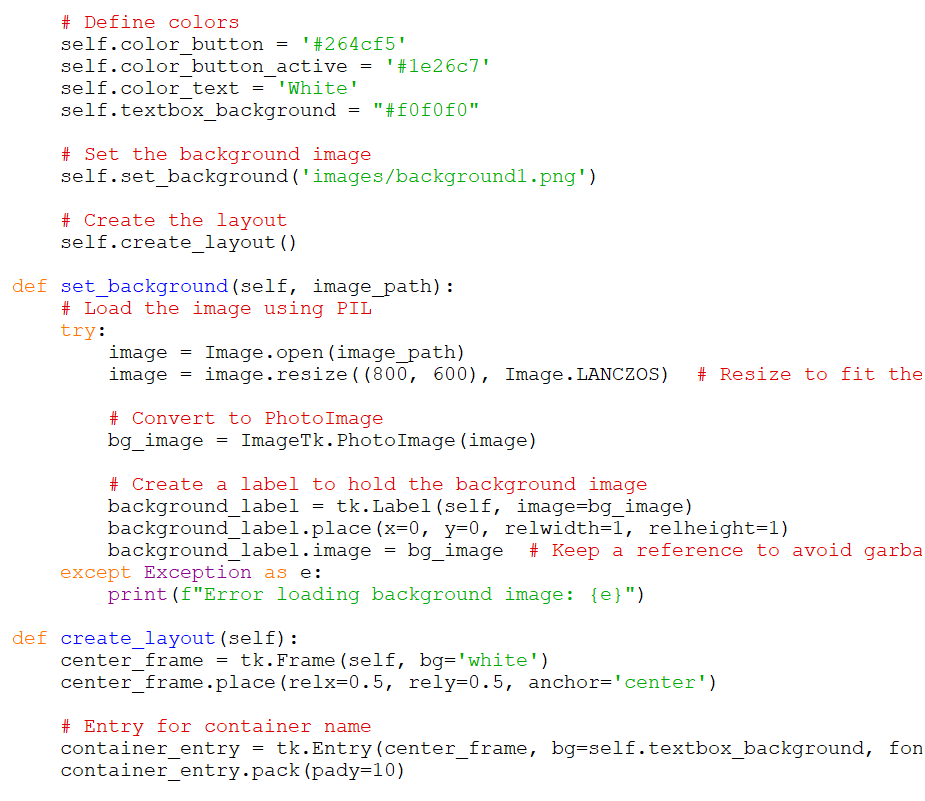 # Define colors
self.color_button = '#264cf5'
self.color_button_active = '#1e26c7'
self.color_text = 'White'
self.textbox_background = "#f0f0f0"
# Set the background image
self.set_background('images/background1.png')
# Create the layout
self.create_layout()
def set_background(self, image_path):
# Load the image using PIL
try:
image = Image.open(image_path)
image = image.resize((800, 600), Image.LANCZOS)  # Resize to fit the
# Convert to PhotoImage
bg_image = ImageTk.PhotoImage(image)
# Create a label to hold the background image
background_label = tk.Label(self, image=bg_image)
background_label.place(x=0, y=0, relwidth=1, relheight=1)
background_label.image = bg_image  # Keep a reference to avoid garba
except Exception as e:
print(f"Error loading background image: {e}")
def create_layout(self):
center_frame = tk.Frame(self, bg='white')
center_frame.place(relx=0.5, rely=0.5, anchor='center')
# Entry for container name
container_entry = tk.Entry(center_frame, bg=self.textbox_background, fon
container_entry.pack(pady=10)